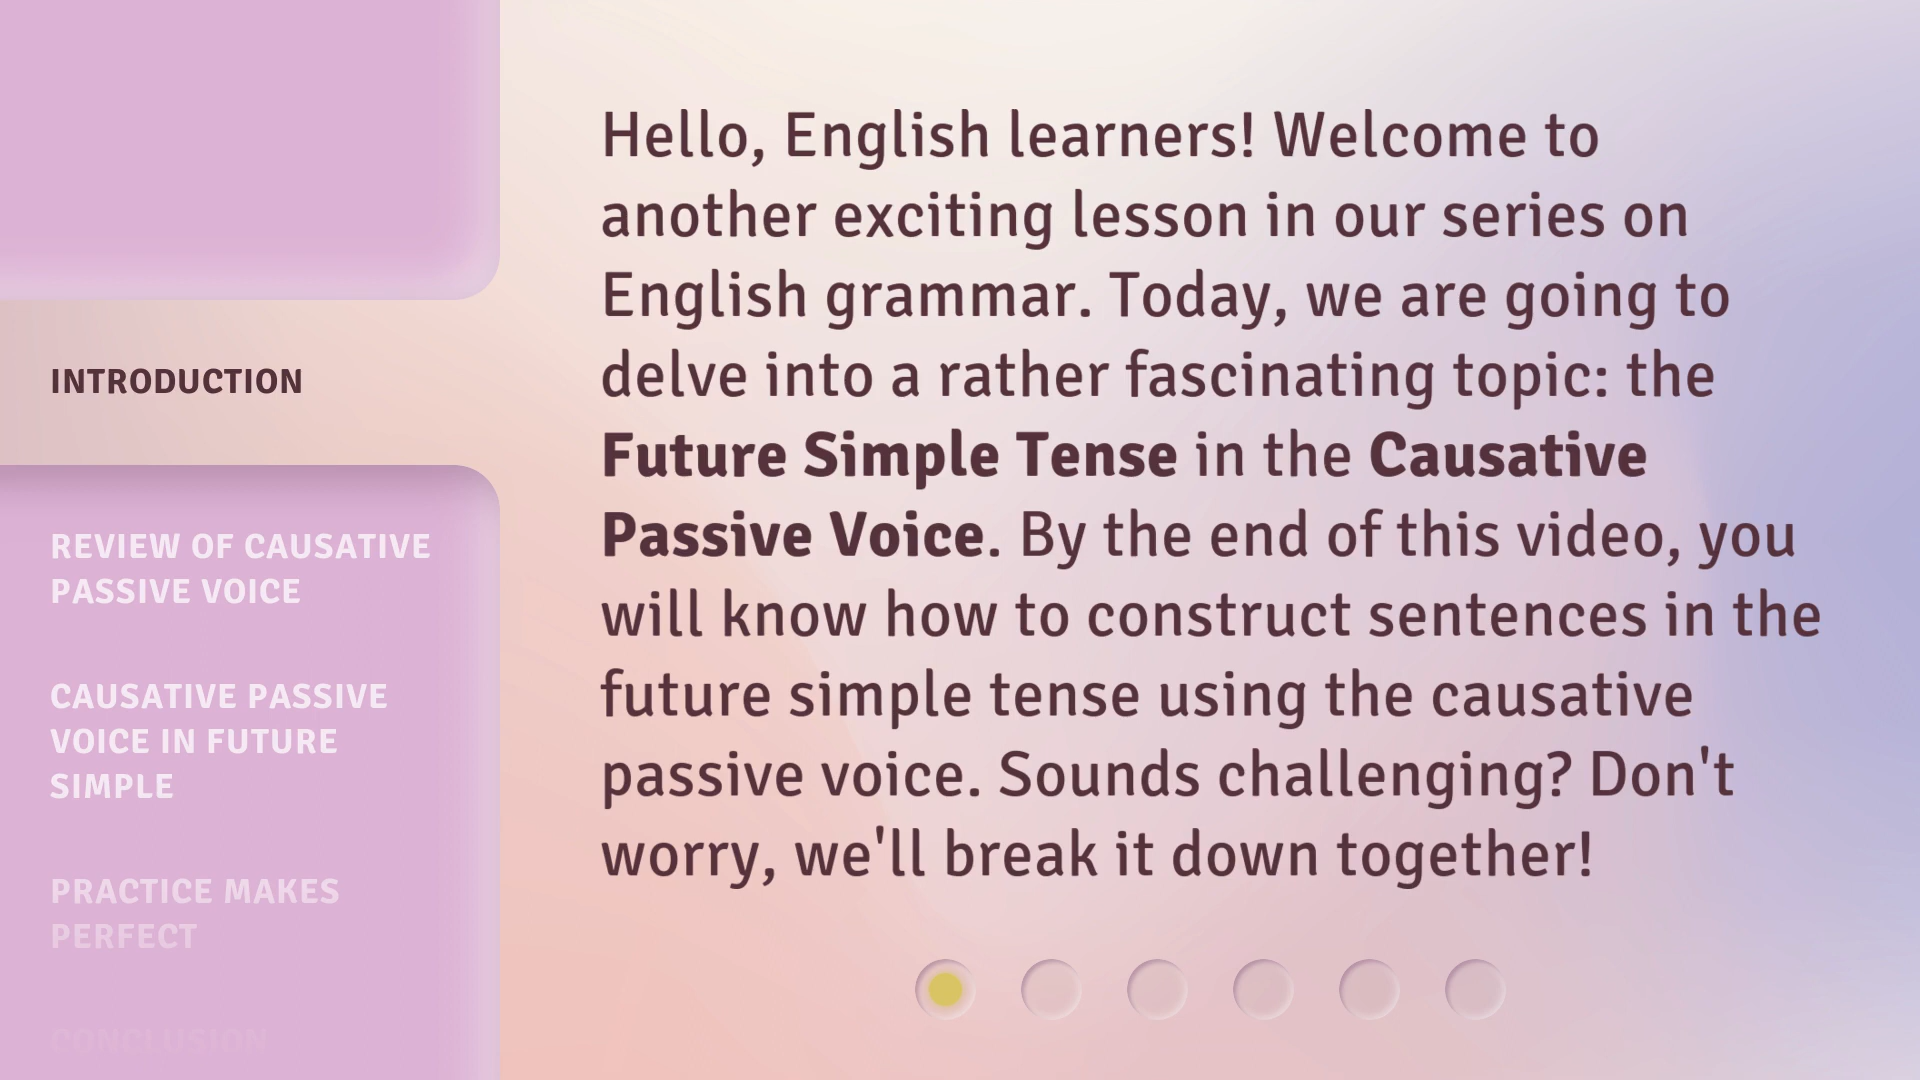 INTRODUCTION
REVIEW OF CAUSATIVE
PASSIVE VOICE
CAUSATIVE PASSIVE
VOICE IN FUTURE
SIMPLE
PRACTICE MAKES
PERFECT
CONCLUSION
Hello, English learners! Welcome to
another exciting lesson in our series on
English grammar. Today, we are going to
delve into a rather fascinating topic: the
Future Simple Tense in the Causative
Passive Voice. By the end of this video, you
will know how to construct sentences in the
future simple tense using the causative
passive voice. Sounds challenging? Don't
worry, we'll break it down together!